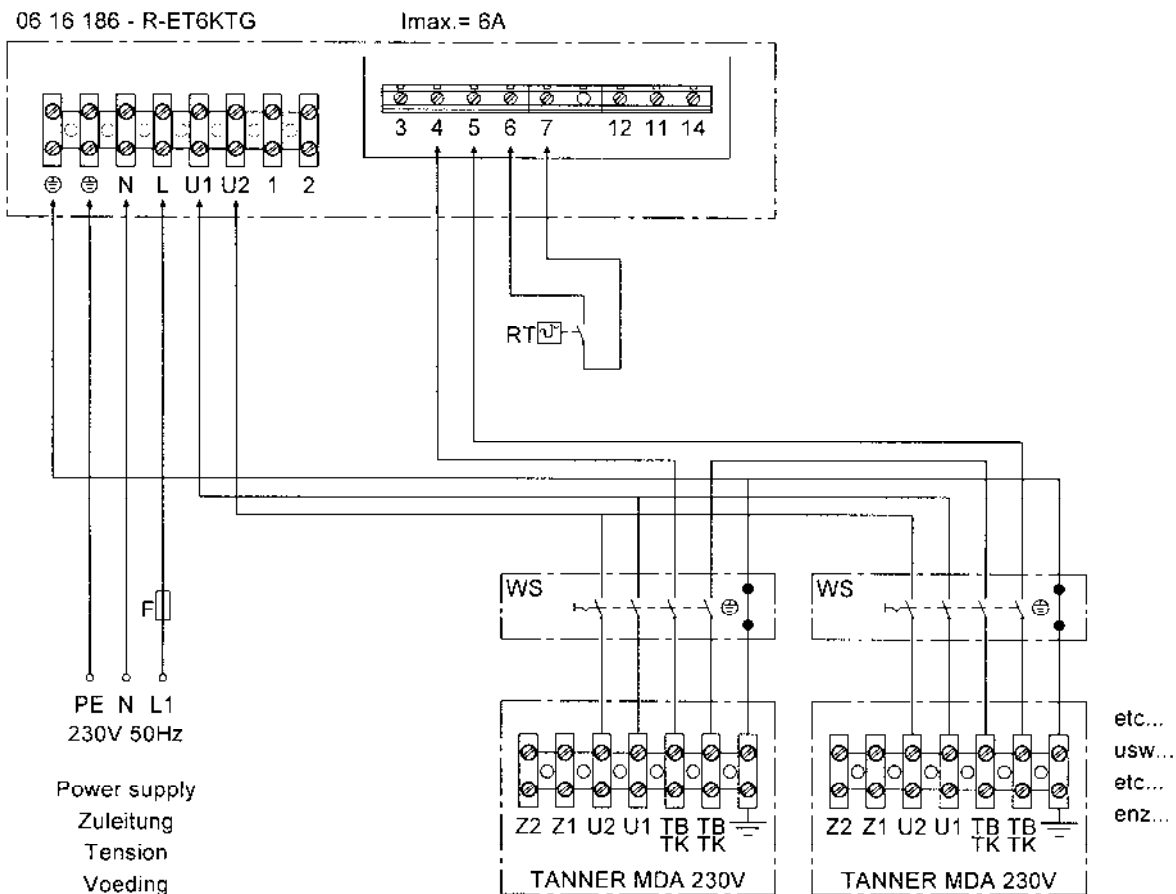 06 16 186 - R-ET6KTG Imax.= 6A
3 4 5 6 7 12 11 14
N L U1 U2 1 2
RT
F
WS WS
PE N L1
230V 50Hz
Power supply
Zuleitung
Tension
Voeding
Z2 Z1 U2 U1 TB TB
TK TK
TANNER MDA 230V
Z2 Z1 U2 U1 TB TB
TK TK
TANNER MDA 230V
etc...
usw...
etc...
enz...